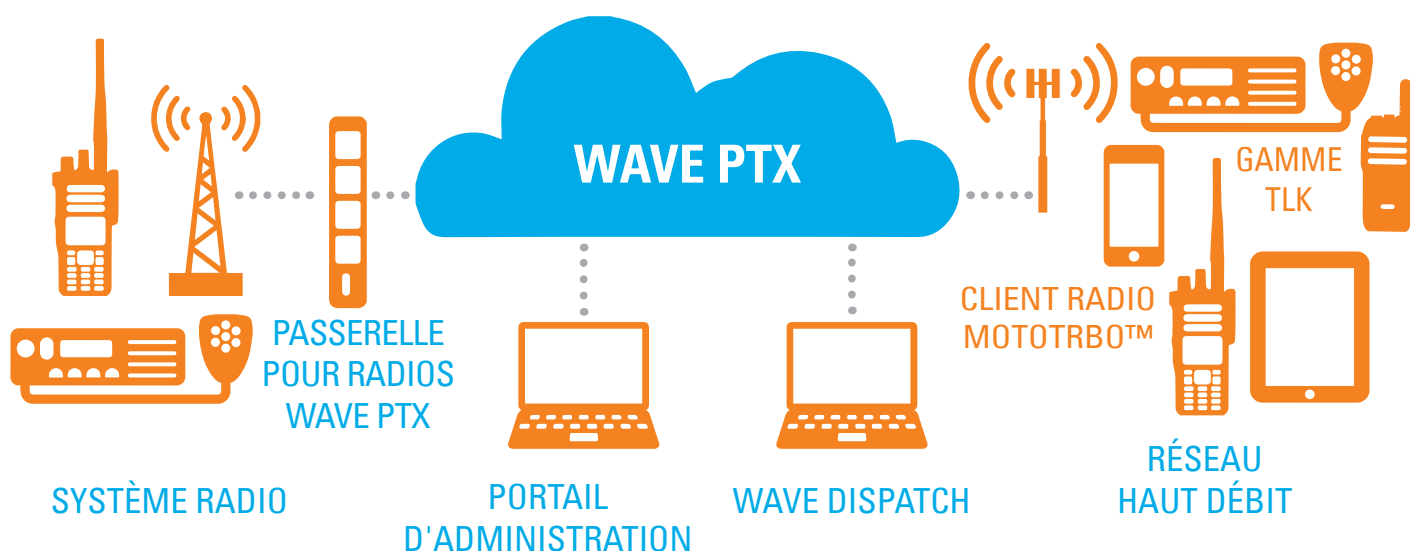 WAVE PTX
GAMME
TLK
CLIENT RADIO
MOTOTRBO™
PASSERELLE
POUR RADIOS
WAVE PTX
SYSTÈME RADIO
PORTAIL
D'ADMINISTRATION
WAVE DISPATCH
RÉSEAU
HAUT DÉBIT